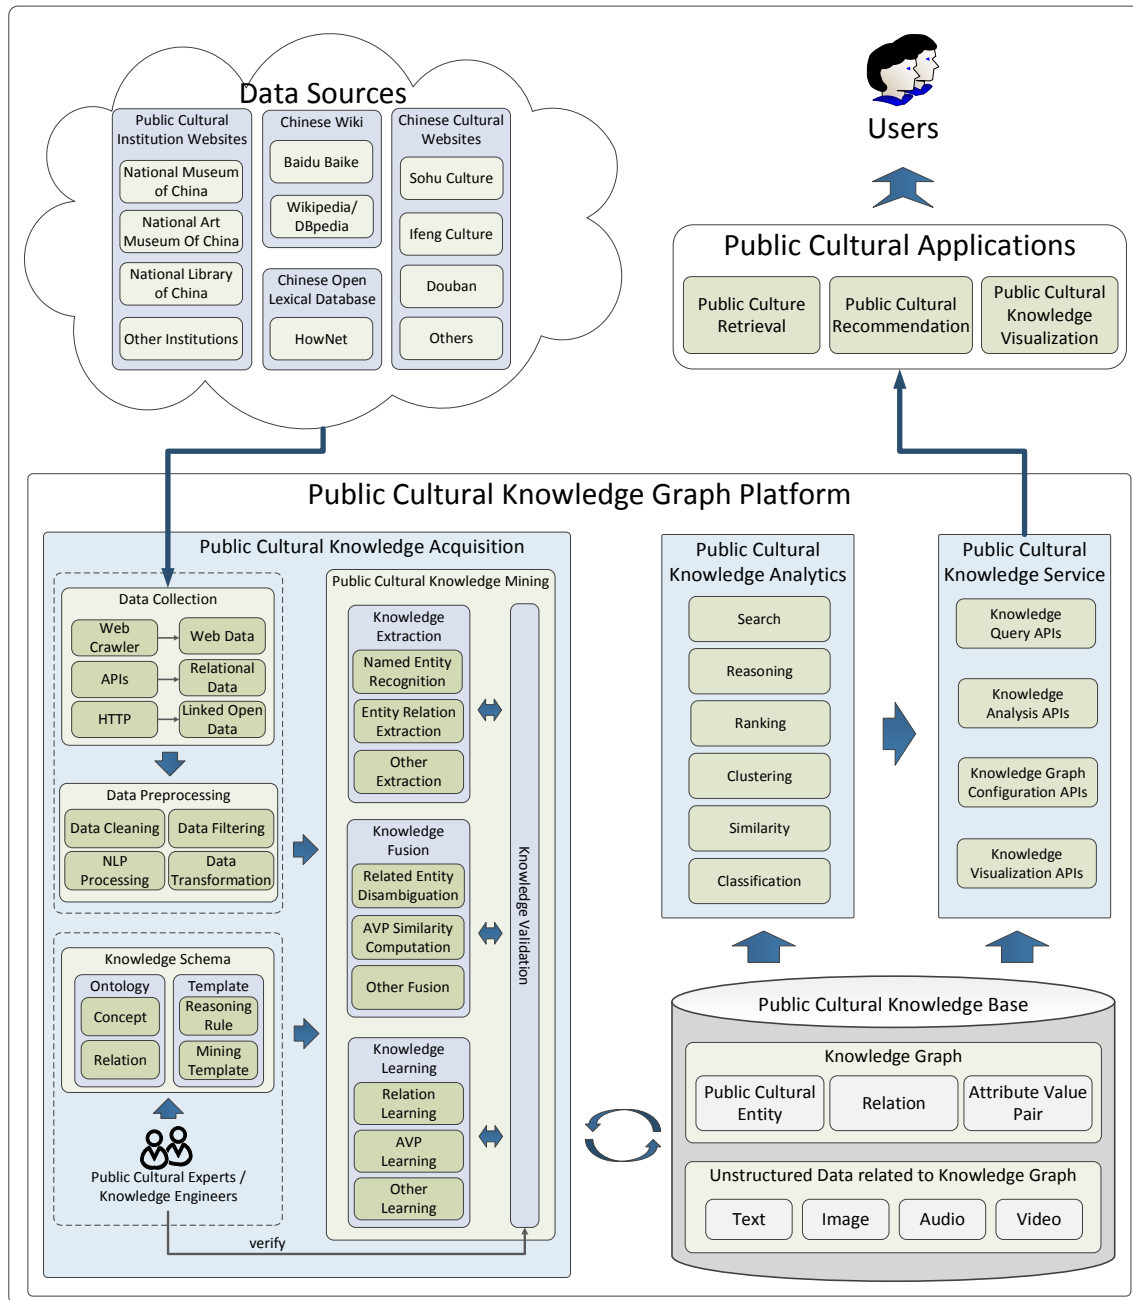 Data Sources
Public Cultural
Institution Websites
National Museum
of China
National Art
Museum Of China
National Library
of China
Other Institutions
Chinese Wiki
Baidu Baike
Wikipedia/
DBpedia
Chinese Open
Lexical Database
HowNet
Chinese Cultural
Websites
Sohu Culture
Ifeng Culture
Douban
Others
Users
Public Cultural Applications
Public Culture
Retrieval
Public Cultural
Recommendation
Public Cultural
Knowledge
Visualization
Public Cultural Knowledge Graph Platform
Public Cultural Knowledge Acquisition
Data Collection
Web
Crawler
Web Data
APIs
Relational
Data
HTTP
Linked Open
Data
Data Preprocessing
Data Cleaning
Data Filtering
NLP
Processing
Data
Transformation
Knowledge Schema
Ontology
Concept
Relation
Template
Reasoning
Rule
Mining
Template
Public Cultural Experts /
Knowledge Engineers
verify
Public Cultural Knowledge Mining
Knowledge
Extraction
Named Entity
Recognition
Entity Relation
Extraction
Other
Extraction
Knowledge
Fusion
Related Entity
Disambiguation
AVP Similarity
Computation
Other Fusion
Knowledge
Learning
Relation
Learning
AVP
Learning
Other
Learning
Knowledge Validation
Public Cultural
Knowledge Analytics
Search
Reasoning
Ranking
Clustering
Similarity
Classification
Public Cultural
Knowledge Service
Knowledge
Query APIs
Knowledge
Analysis APIs
Knowledge Graph
Configuration APIs
Knowledge
Visualization APIs
Public Cultural Knowledge Base
Knowledge Graph
Public Cultural
Entity
Relation
Attribute Value
Pair
Unstructured Data related to Knowledge Graph
Text
Image
Audio
Video